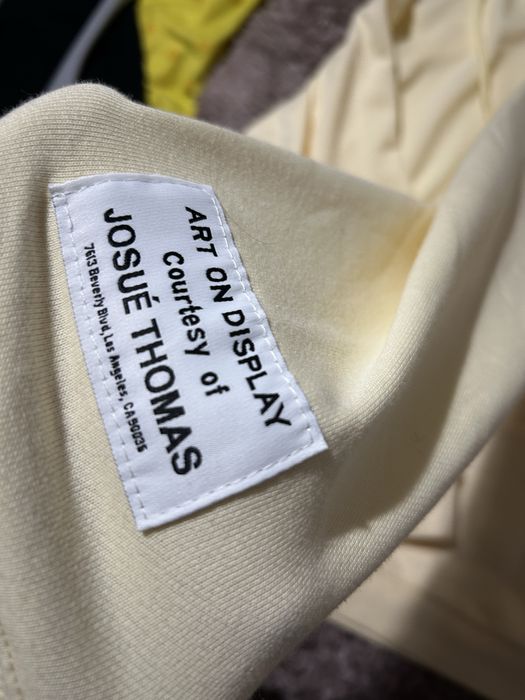 ART ON DISPLAY
Courtesy of
JOSUÉ THOMAS
7613 Beverly Blvd, Los Angeles, CA 90036